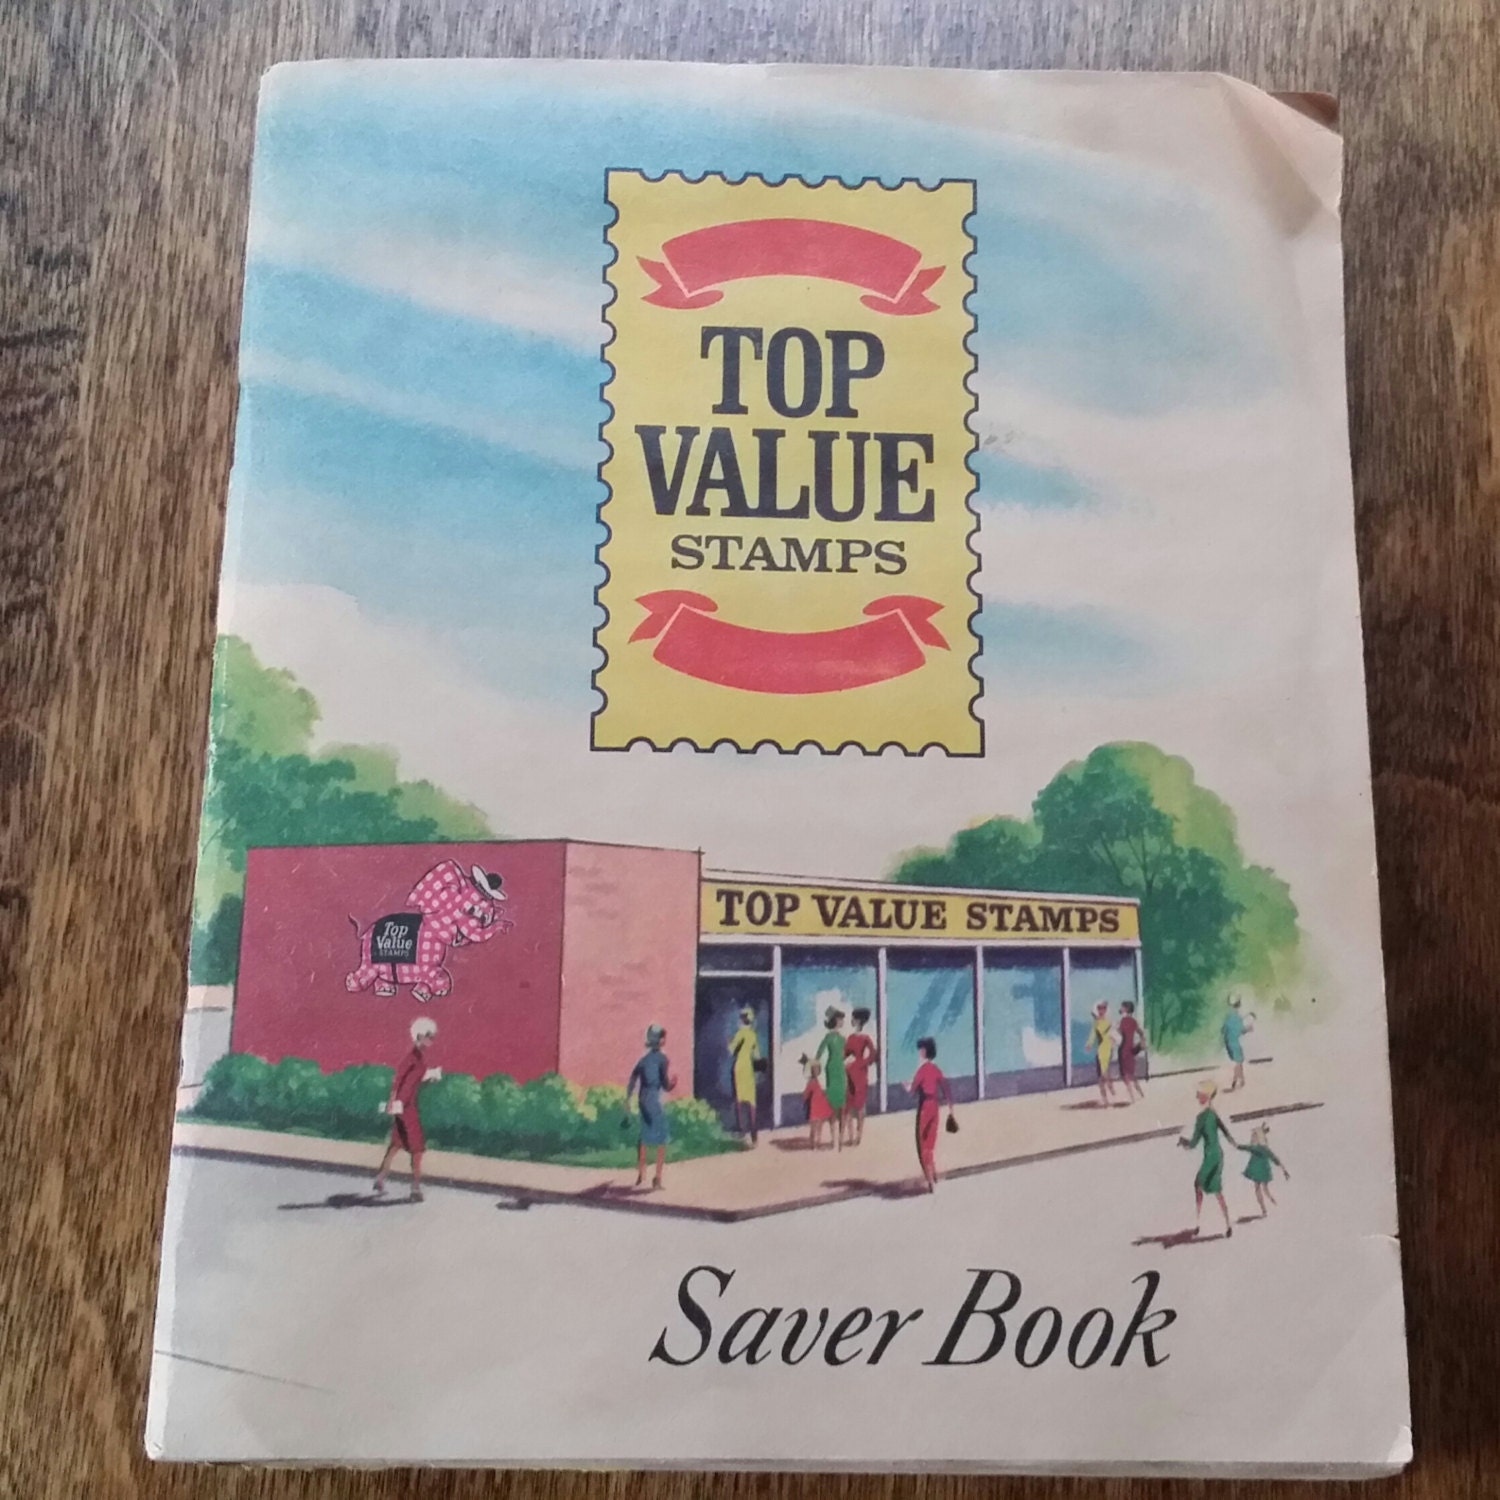 TOP
VALUE
STAMPS
TOP VALUE STAMPS
Top
Value
STAMPS
Saver Book